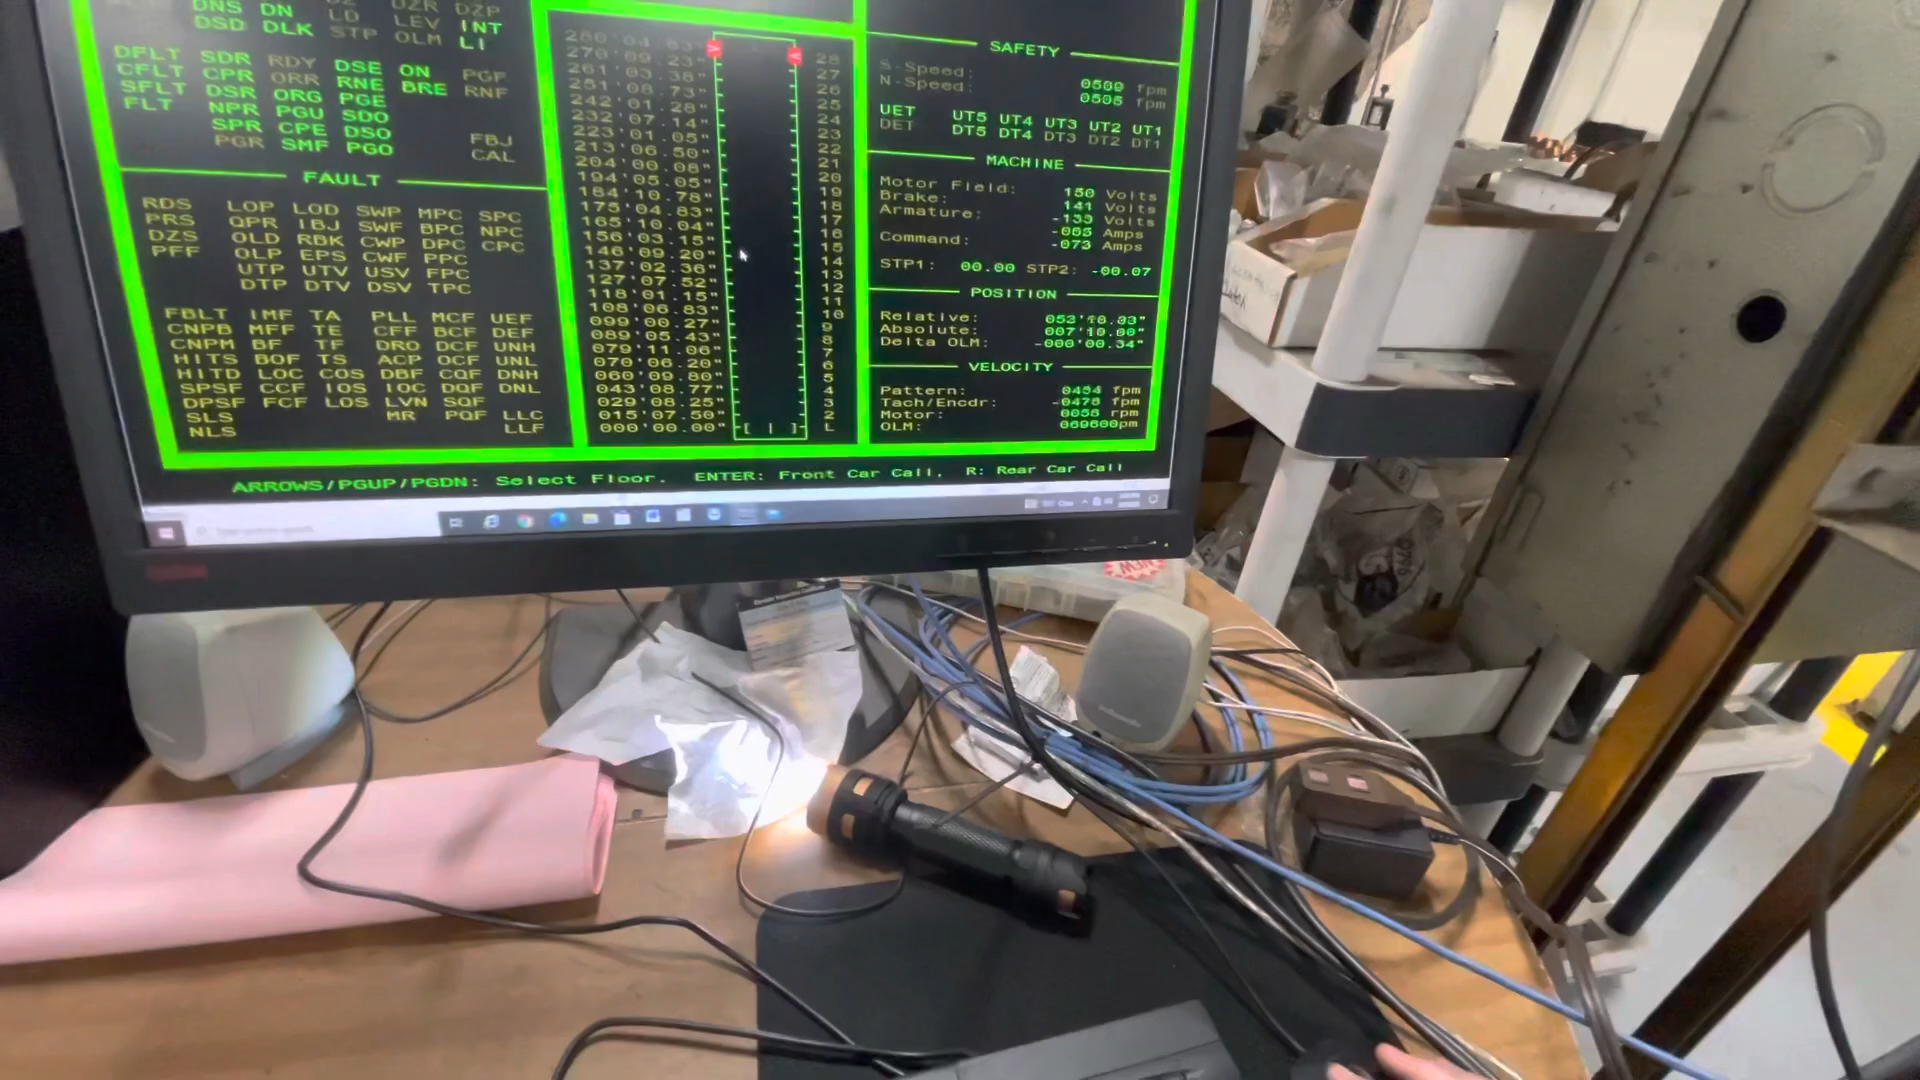 DNS DN DZ DZR DZP
DSD DLK LD LEV INT
STP OLM LI
DFLT SDR RDY DSE ON PGF
CFLT CPR ORR RNE BRE RNF
SFLT DSR ORG PGE
FLT NPR PGU SDO
SPR CPE DSO FBJ
PGR SMF PGO CAL
FAULT
RDS LOP LOD SWP MPC SPC
PRS QPR IBJ SWF BPC NPC
DZS OLD RBK CWP DPC CPC
PFF OLP EPS CWF PPC
UTP UTV USV FPC
DTP DTV DSV TPC
FBLT IMF TA PLL MCF UEF
CNPB MFF TE CFF BCF DEF
CNPM BF TF DRO DCF UNH
HITS BOF TS ACP OCF UNL
HITD LOC COS DBF CQF DNH
SPSF CCF IOS IOC DQF DNL
DPSF FCF LOS LVN SQF
SLS MR PQF LLC
NLS LLF
280'04.83" 28
270'09.23" 27
261'03.38" 26
251'08.73" 25
242'01.28" 24
232'07.14" 23
223'01.05" 22
213'06.50" 21
204'00.08" 20
194'05.05" 19
184'10.78" 18
175'04.83" 17
165'10.04" 16
156'03.15" 15
146'09.20" 14
137'02.36" 13
127'07.52" 12
118'01.15" 11
108'06.83" 10
099'00.27" 9
089'05.43" 8
079'11.06" 7
070'06.20" 6
060'09.80" 5
043'08.77" 4
029'08.25" 3
015'07.50" 2
000'00.00" [ | ] L
SAFETY
S-Speed: 0509 fpm
N-Speed: 0505 fpm
UET UT5 UT4 UT3 UT2 UT1
DET DT5 DT4 DT3 DT2 DT1
MACHINE
Motor Field: 150 Volts
Brake: 141 Volts
Armature: -133 Volts
-065 Amps
Command: -073 Amps
STP1: 00.00 STP2: -00.07
POSITION
Relative: 053'10.03"
Absolute: 007'10.00"
Delta OLM: -000'00.34"
VELOCITY
Pattern: 0484 fpm
Tach/Encdr: -0478 fpm
Motor: 0058 rpm
OLM: 069600pm
ARROWS/PGUP/PGDN: Select Floor. ENTER: Front Car Call, R: Rear Car Call
NEW